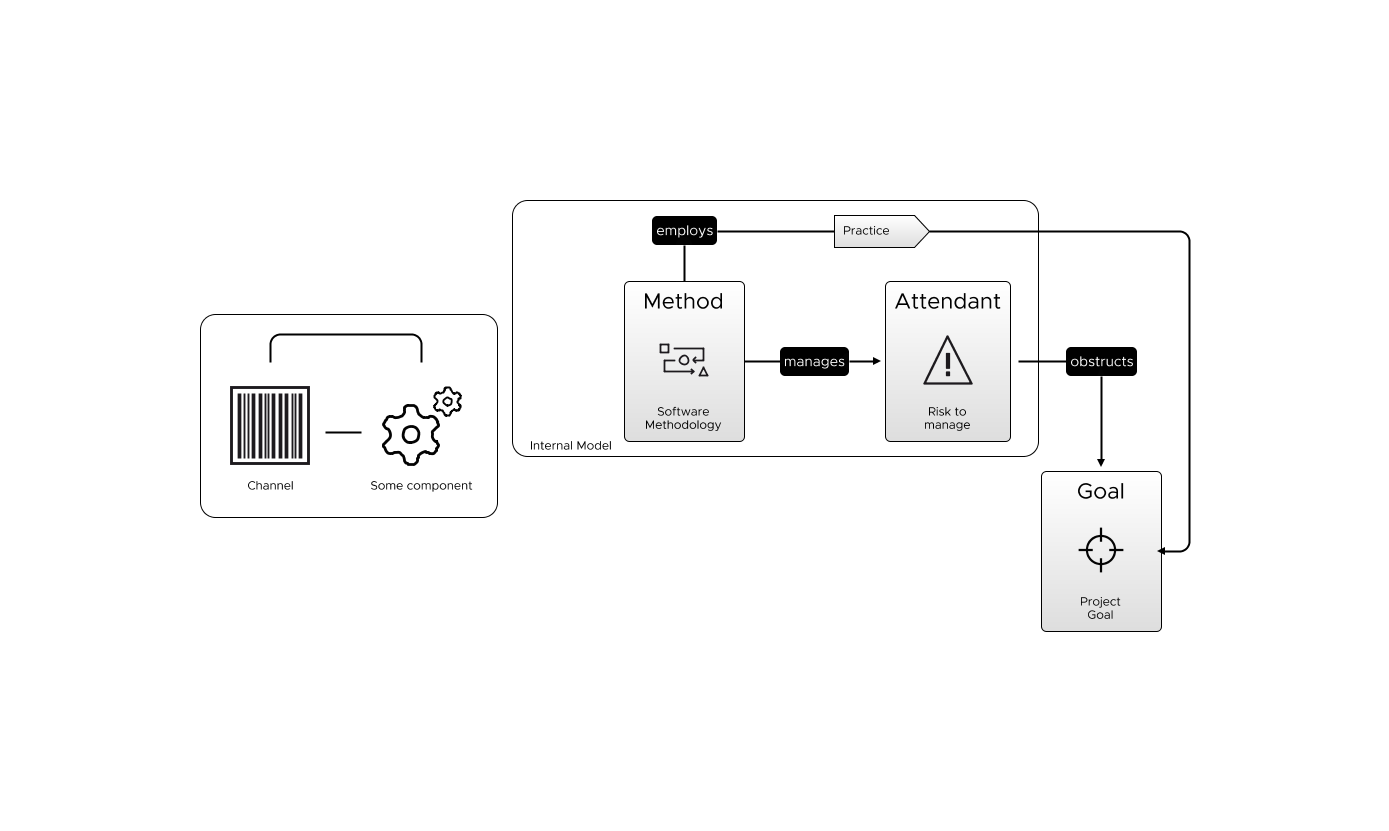 employs
Practice
Method
Attendant
manages
obstructs
Software
Methodology
Risk to
manage
Internal Model
Channel
Some component
Goal
Project
Goal